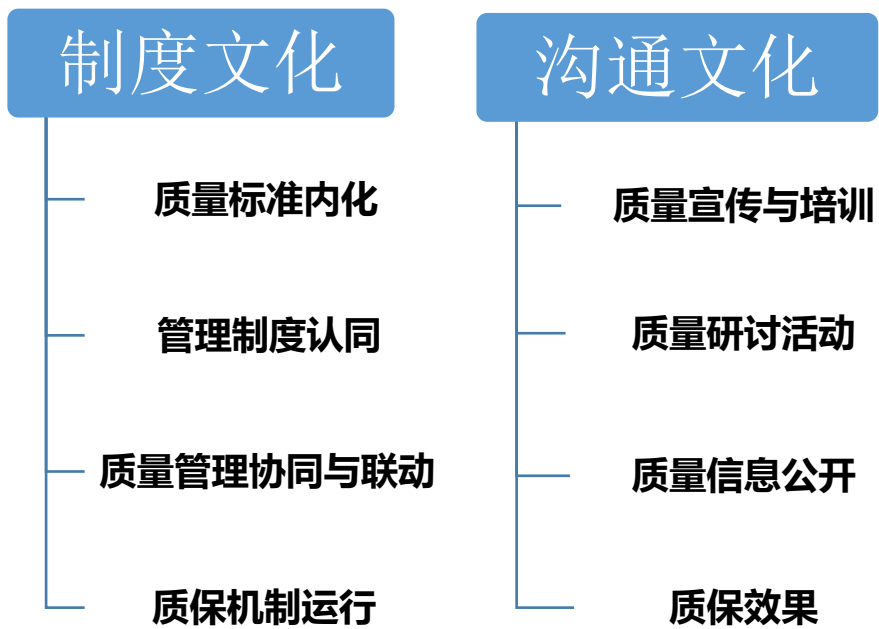 制度文化
质量标准内化
管理制度认同
质量管理协同与联动
质保机制运行
沟通文化
质量宣传与培训
质量研讨活动
质量信息公开
质保效果